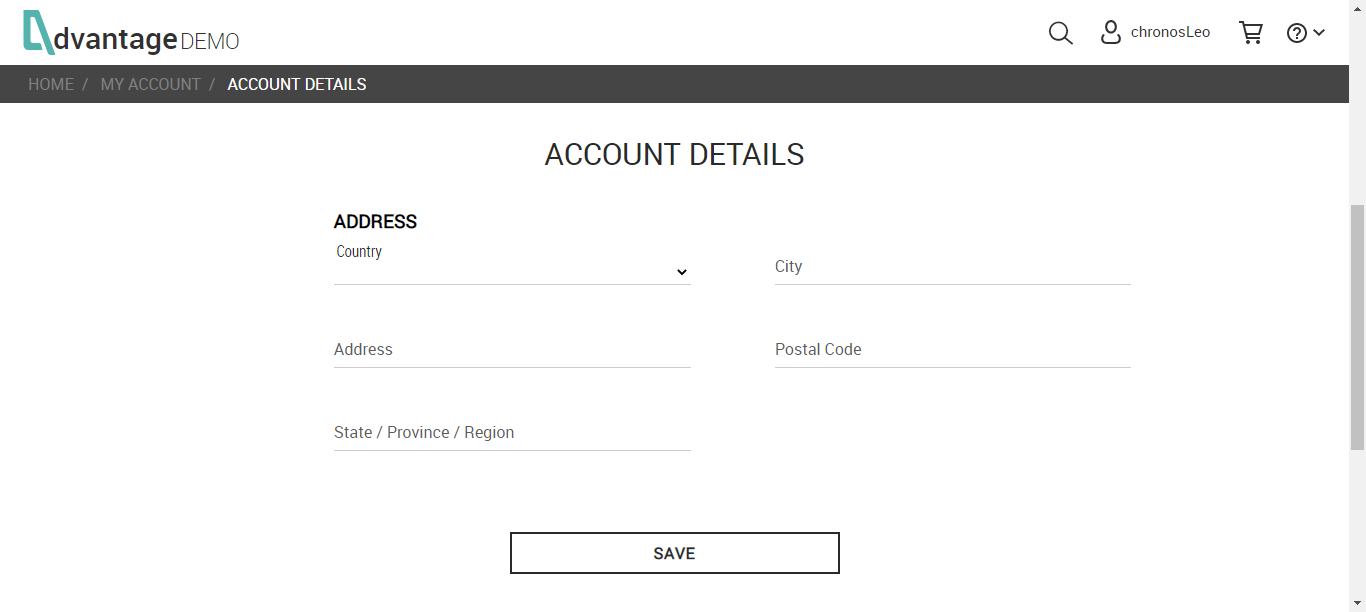 Advantage DEMO
chronosLeo
HOME / MY ACCOUNT / ACCOUNT DETAILS
ACCOUNT DETAILS
ADDRESS
Country
City
Address
Postal Code
State / Province / Region
SAVE